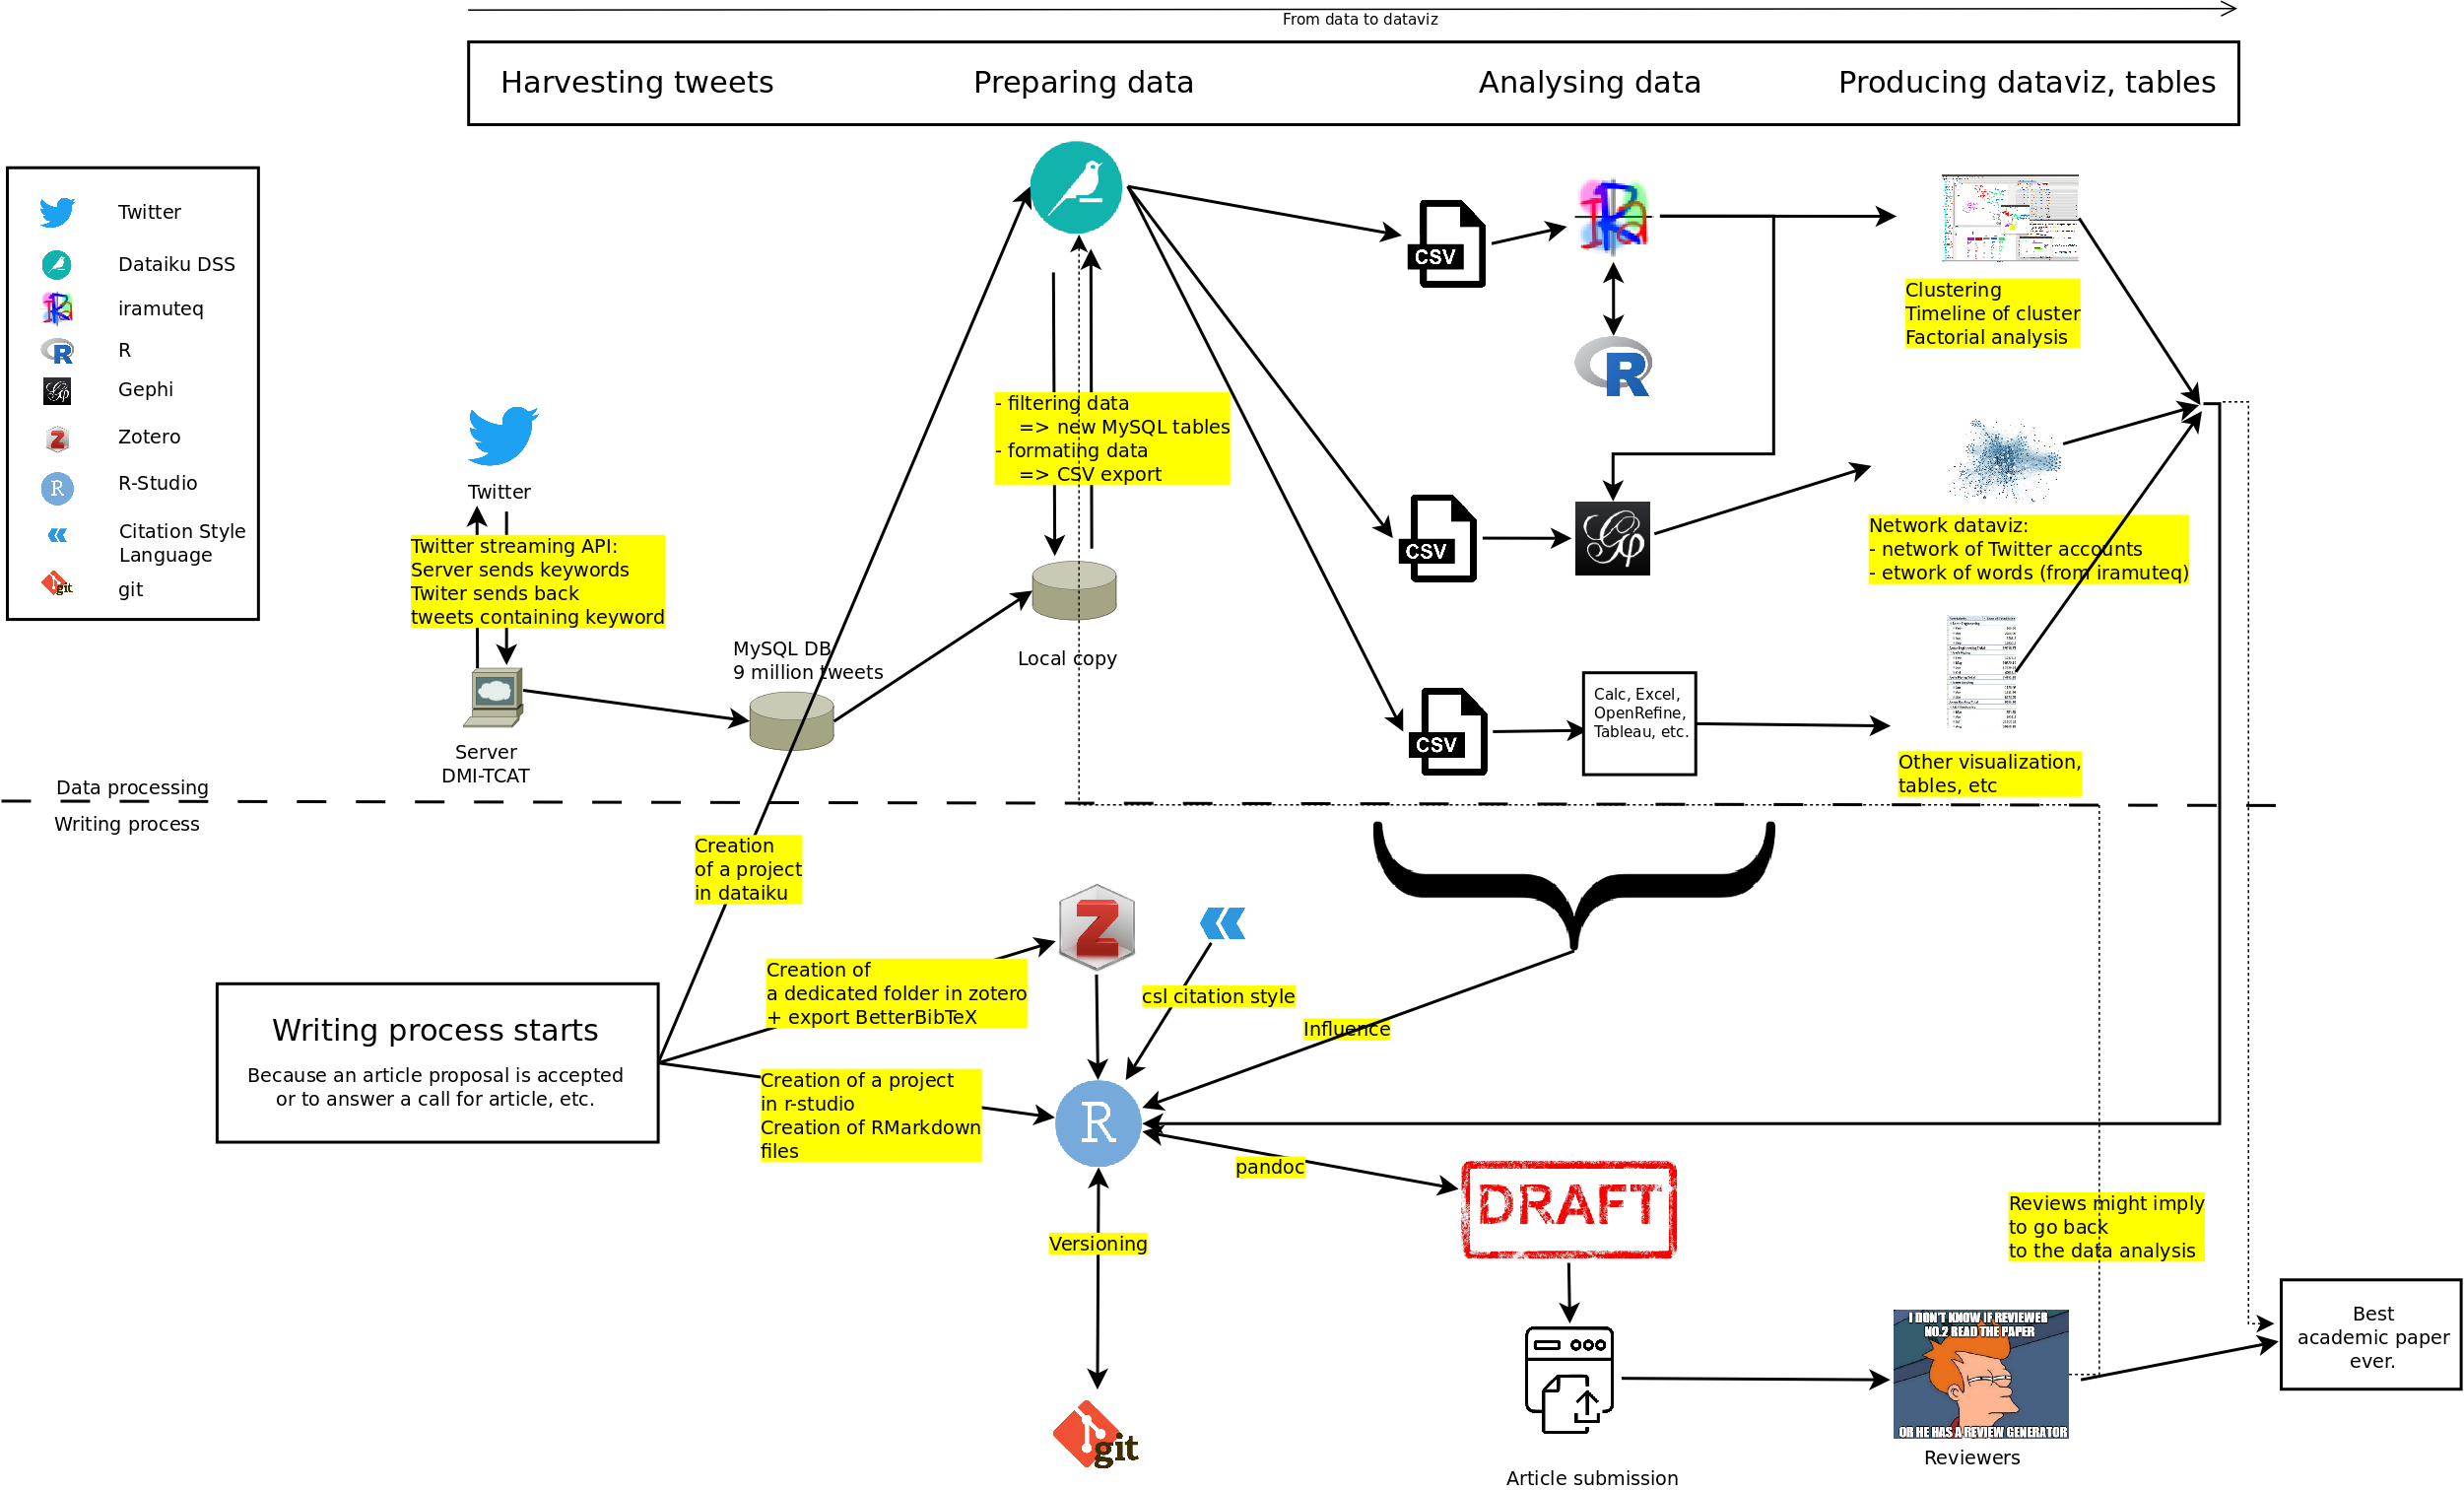 From data to dataviz
Harvesting tweets
Preparing data
Analysing data
Producing dataviz, tables
Twitter
Dataiku DSS
iramuteq
R
Gephi
Zotero
R-Studio
Citation Style
Language
git
git
Twitter
Twitter streaming API:
Server sends keywords
Twiter sends back
tweets containing keyword
Server
DMI-TCAT
MySQL DB
9 million tweets
- filtering data
=> new MySQL tables
- formating data
=> CSV export
Local copy
CSV
CSV
CSV
R
Calc, Excel,
OpenRefine,
Tableau, etc.
Clustering
Timeline of cluster
Factorial analysis
Network dataviz:
- network of Twitter accounts
- etwork of words (from iramuteq)
Other visualization,
tables, etc
Data processing
Writing process
Creation
of a project
in dataiku
Writing process starts
Because an article proposal is accepted
or to answer a call for article, etc.
Creation of
a dedicated folder in zotero
+ export BetterBibTeX
Creation of a project
in r-studio
Creation of RMarkdown
files
Z
csl citation style
Influence
R
pandoc
Versioning
git
DRAFT
Article submission
Reviews might imply
to go back
to the data analysis
I DON'T KNOW IF REVIEWER
NO.2 READ THE PAPER
OR HE HAS A REVIEW GENERATOR
Reviewers
Best
academic paper
ever.